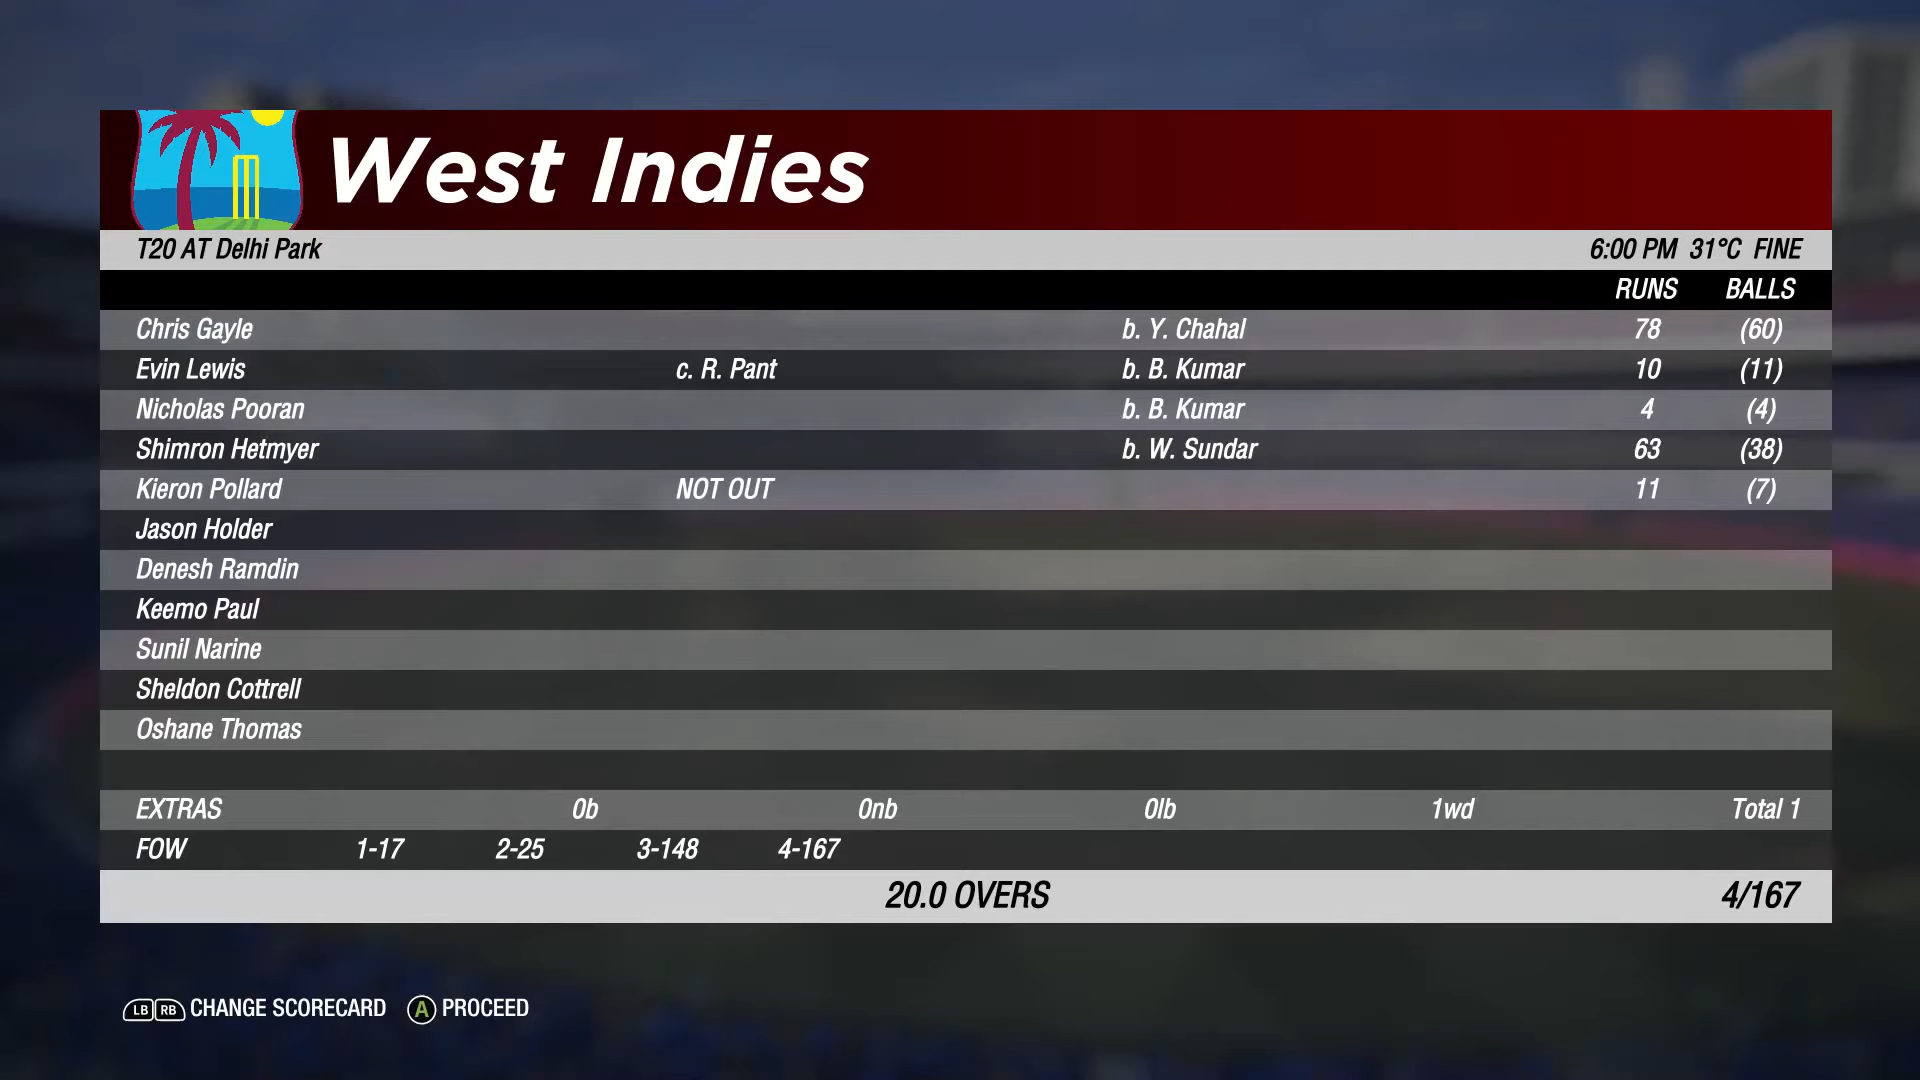 West Indies
T20 AT Delhi Park 6:00 PM 31°C FINE
RUNS BALLS
Chris Gayle b. Y. Chahal 78 (60)
Evin Lewis c. R. Pant b. B. Kumar 10 (11)
Nicholas Pooran b. B. Kumar 4 (4)
Shimron Hetmyer b. W. Sundar 63 (38)
Kieron Pollard NOT OUT 11 (7)
Jason Holder
Denesh Ramdin
Keemo Paul
Sunil Narine
Sheldon Cottrell
Oshane Thomas
EXTRAS 0b 0nb 0lb 1wd Total 1
FOW 1-17 2-25 3-148 4-167
20.0 OVERS 4/167
LB RB CHANGE SCORECARD A PROCEED